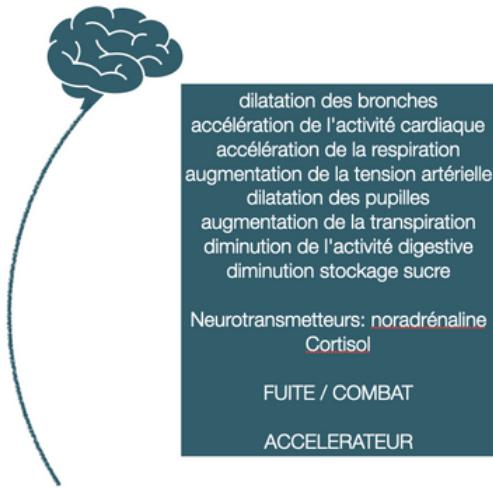 dilatation des bronches
accélération de l'activité cardiaque
accélération de la respiration
augmentation de la tension artérielle
dilatation des pupilles
augmentation de la transpiration
diminution de l'activité digestive
diminution stockage sucre
Neurotransmetteurs: noradrénaline
Cortisol
FUITE / COMBAT
ACCELERATEUR